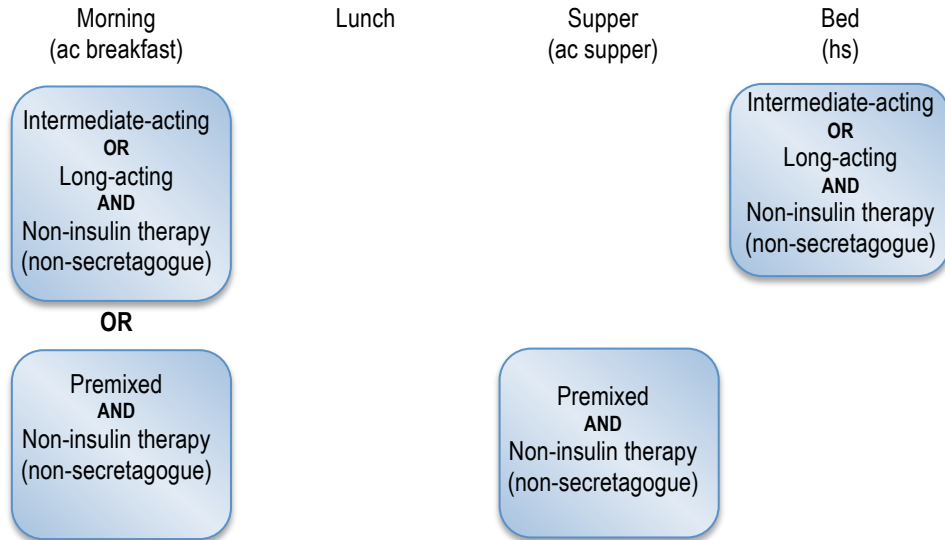 Morning
(ac breakfast)
Lunch
Supper
(ac supper)
Bed
(hs)
Intermediate-acting
OR
Long-acting
AND
Non-insulin therapy
(non-secretagogue)
Intermediate-acting
OR
Long-acting
AND
Non-insulin therapy
(non-secretagogue)
OR
Premixed
AND
Non-insulin therapy
(non-secretagogue)
Premixed
AND
Non-insulin therapy
(non-secretagogue)